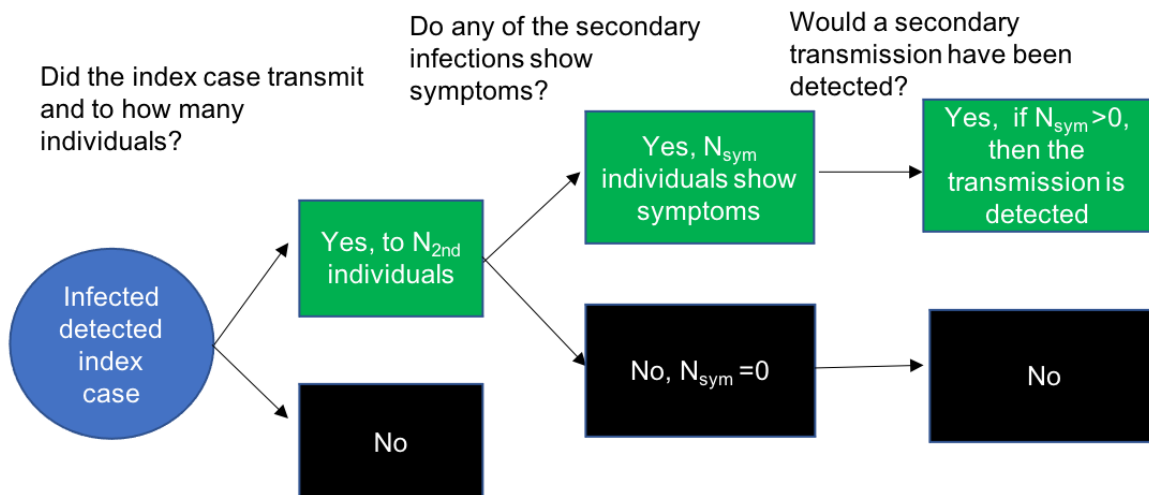 Did the index case transmit
and to how many
individuals?
Do any of the secondary
infections show
symptoms?
Would a secondary
transmission have been
detected?
Infected
detected
index
case
Yes, to N2nd
individuals
No
Yes, Nsym
individuals show
symptoms
No, Nsym =0
Yes, if Nsym >0,
then the
transmission is
detected
No